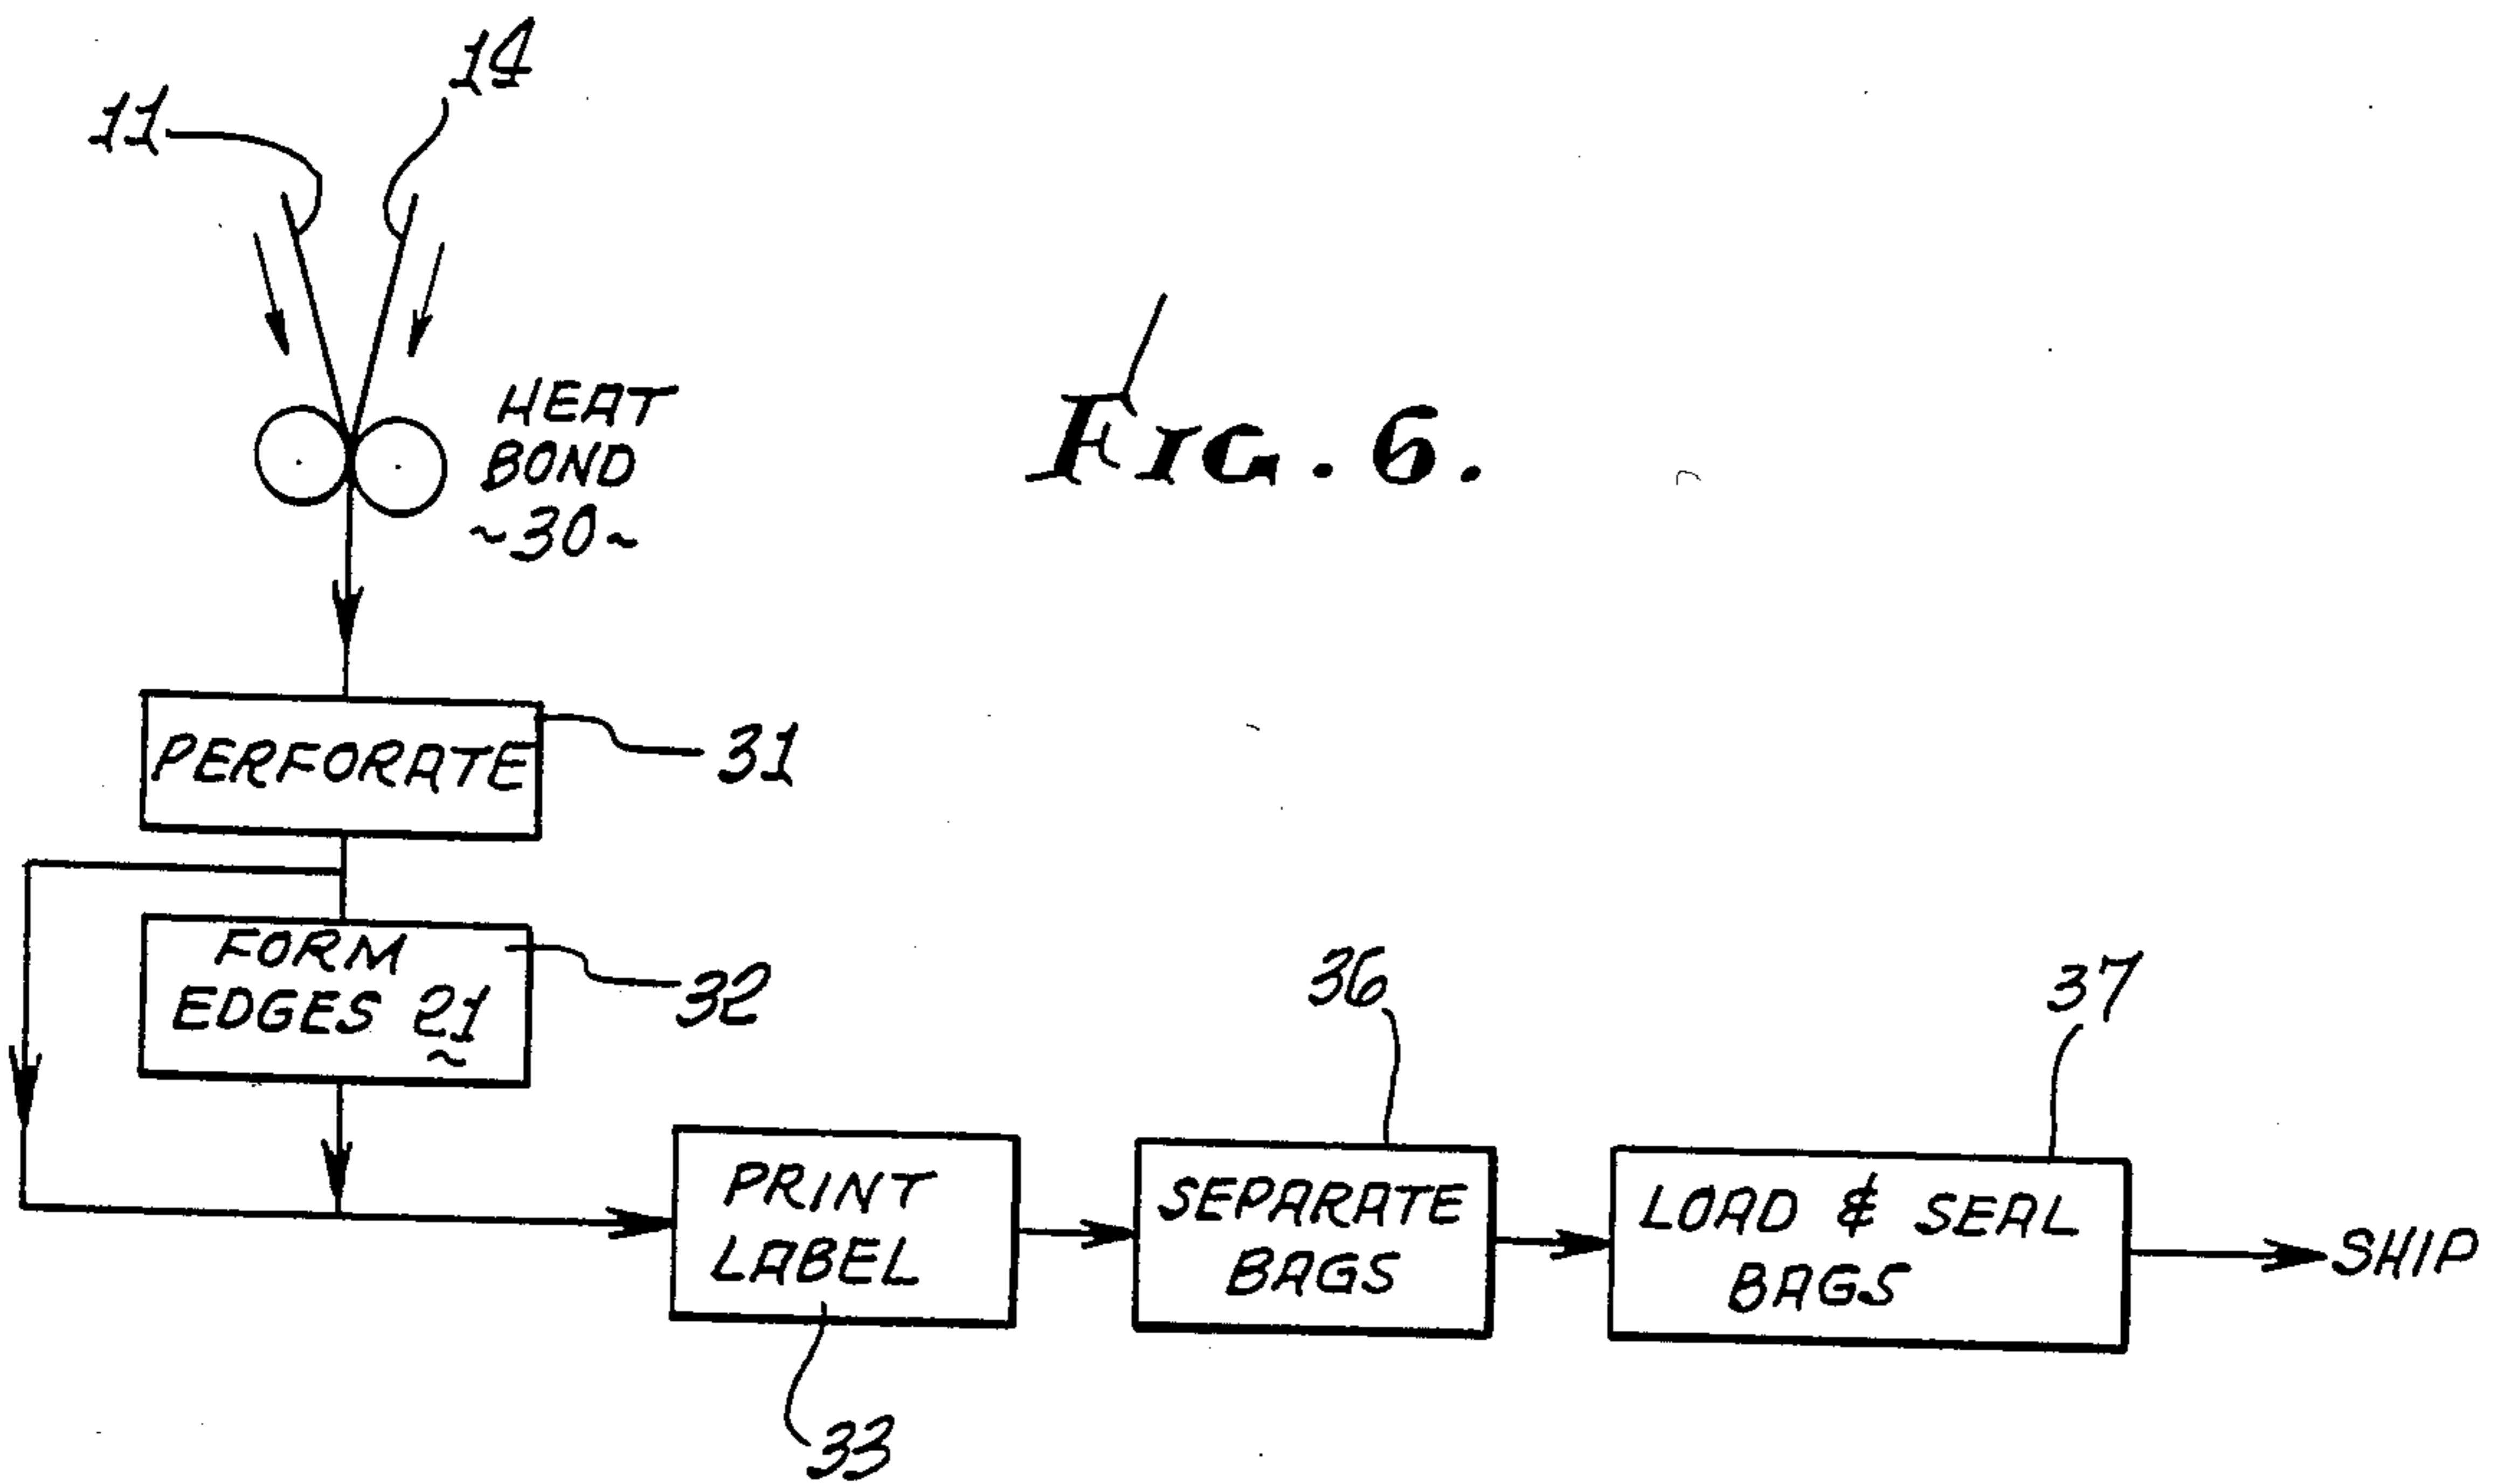 14
11
HEAT
BOND
~30~
FIG. 6.
PERFORATE
31
FORM
EDGES 21
32
36
37
PRINT
LABEL
SEPARATE
BAGS
LOAD & SEAL
BAGS
SHIP
33